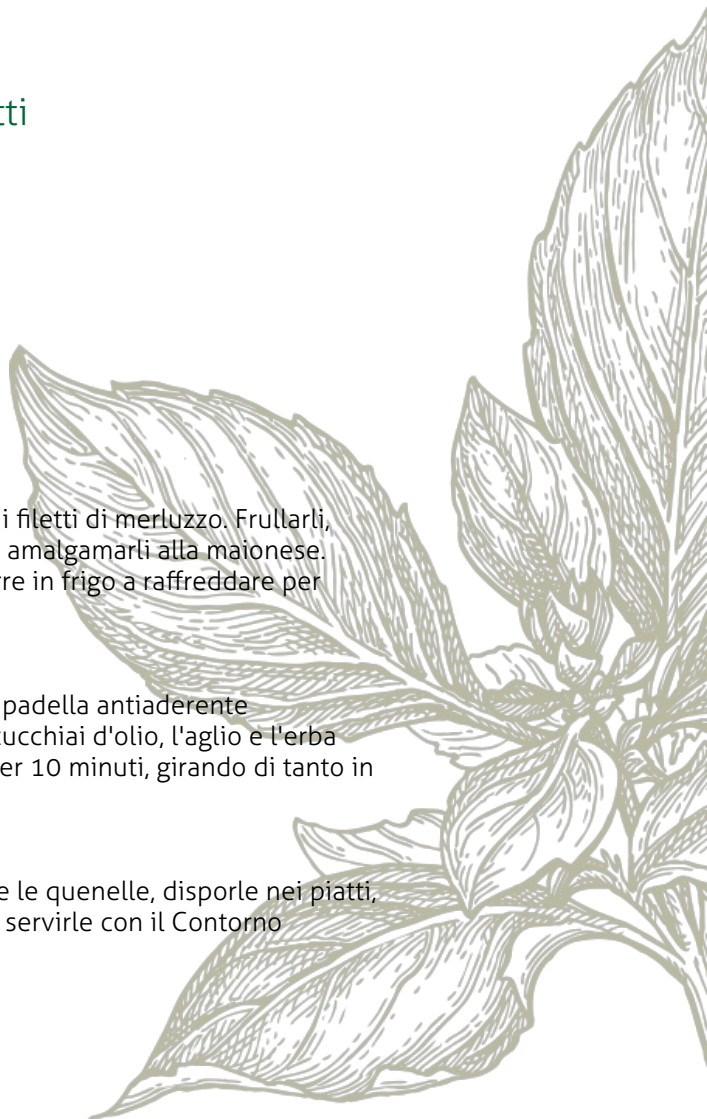 tti
i filetti di merluzzo. Frullarli,
amalgamarli alla maionese.
re in frigo a raffreddare per
padella antiaderente
ucchiai d'olio, l'aglio e l'erba
er 10 minuti, girando di tanto in
e le quenelle, disporle nei piatti,
servirle con il Contorno